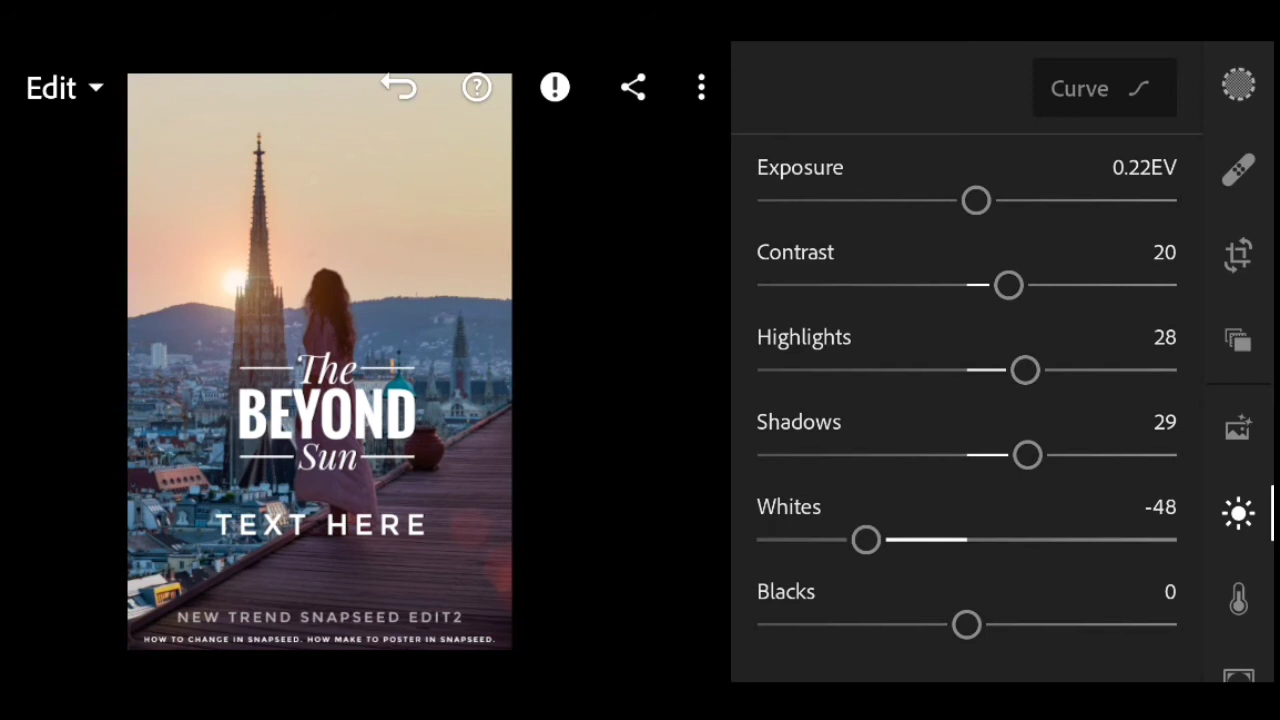 Edit
The
BEYOND
Sun
TEXT HERE
NEW TREND SNAPSEED EDIT2
HOW TO CHANGE IN SNAPSEED. HOW MAKE TO POSTER IN SNAPSEED.
Curve
Exposure 0.22EV
Contrast 20
Highlights 28
Shadows 29
Whites -48
Blacks 0